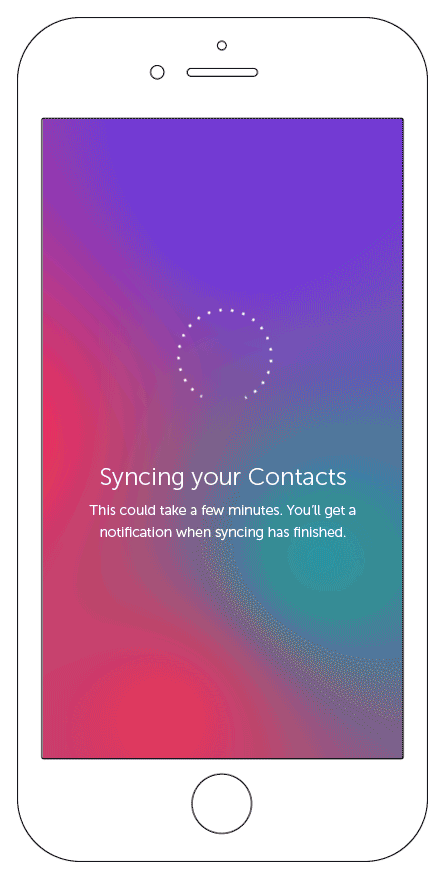 Syncing your Contacts
This could take a few minutes. You’ll get a
notification when syncing has finished.